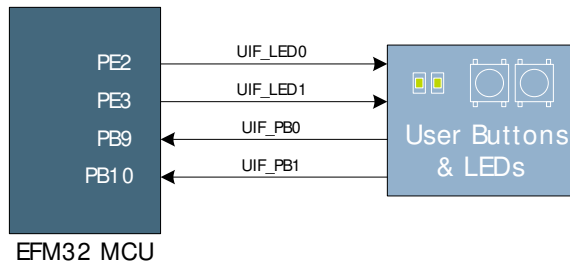 PE2
UIF_LED0
PE3
UIF_LED1
PB9
UIF_PB0
PB10
UIF_PB1
User Buttons
& LEDs
EFM32 MCU